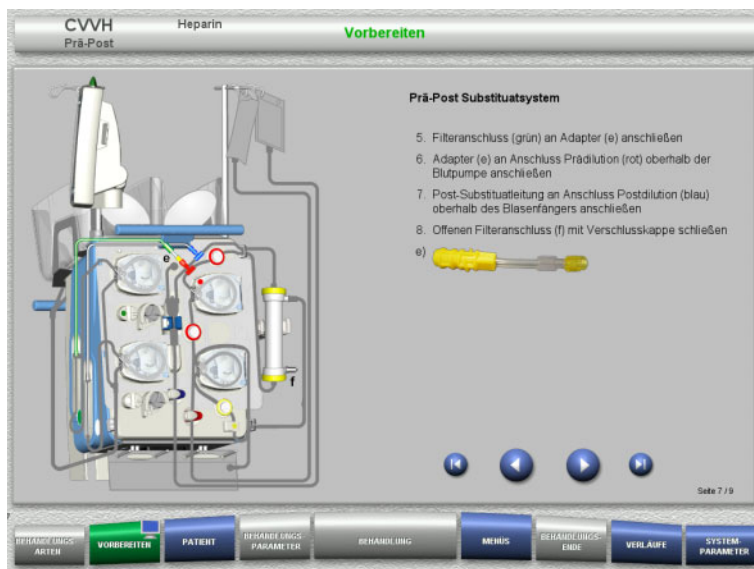 CVVH
Prä-Post
Heparin
Vorbereiten
Prä-Post Substituatsystem
5. Filteranschluss (grün) an Adapter (e) anschließen
6. Adapter (e) an Anschluss Prädilution (rot) oberhalb der
Blutpumpe anschließen
7. Post-Substituatleitung an Anschluss Postdilution (blau)
oberhalb des Blasenfängers anschließen
8. Offenen Filteranschluss (f) mit Verschlusskappe schließen
e)
e
f
Seite 7 / 9
BEHANDLUNGS-
ARTEN
VORBEREITEN
PATIENT
BEHANDLUNGS-
PARAMETER
BEHANDLUNG
MENÜS
BEHANDLUNGS-
ENDE
VERLÄUFE
SYSTEM-
PARAMETER